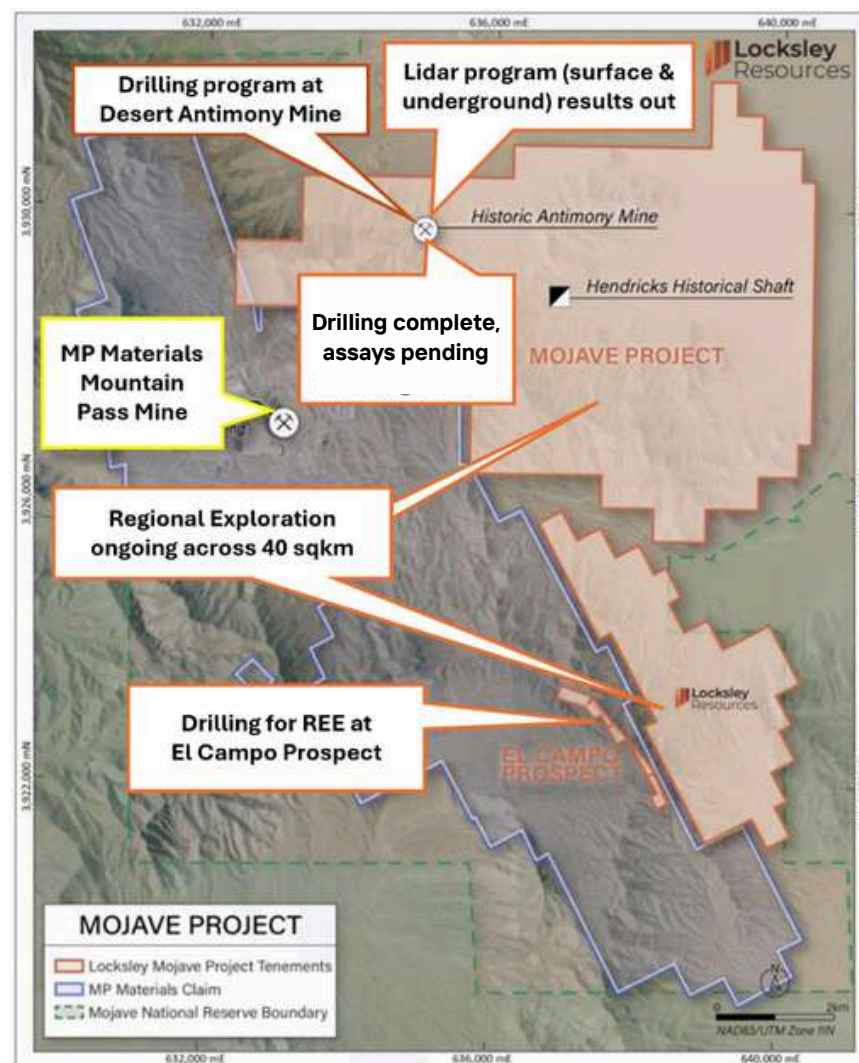 632,000 mE
636,000 mE
640,000 mE
Locksley
Resources
Drilling program at
Desert Antimony Mine
Lidar program (surface &
underground) results out
3,930,000 mN
Historic Antimony Mine
Hendricks Historical Shaft
Drilling complete,
assays pending
MOJAVE PROJECT
MP Materials
Mountain
Pass Mine
3,926,000 mN
Regional Exploration
ongoing across 40 sqkm
Locksley
Resources
Drilling for REE at
El Campo Prospect
EL CAMPO
PROSPECT
3,922,000 mN
MOJAVE PROJECT
Locksley Mojave Project Tenements
MP Materials Claim
Mojave National Reserve Boundary
N
0
2km
NAD83/UTM Zone 11N
632,000 mE
636,000 mE
640,000 mE